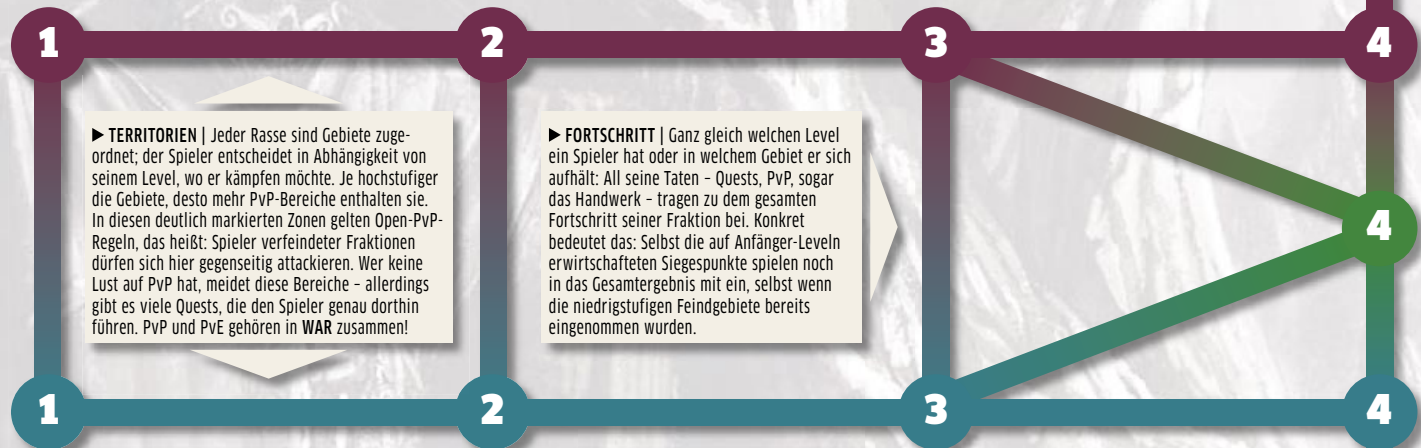 1
2
3
4
▶ TERRITORIEN | Jeder Rasse sind Gebiete zuge-
ordnet; der Spieler entscheidet in Abhängigkeit von
seinem Level, wo er kämpfen möchte. Je hochstufiger
die Gebiete, desto mehr PvP-Bereiche enthalten sie.
In diesen deutlich markierten Zonen gelten Open-PvP-
Regeln, das heißt: Spieler verfeindeter Fraktionen
dürfen sich hier gegenseitig attackieren. Wer keine
Lust auf PvP hat, meidet diese Bereiche – allerdings
gibt es viele Quests, die den Spieler genau dorthin
führen. PvP und PvE gehören in WAR zusammen!
▶ FORTSCHRITT | Ganz gleich welchen Level
ein Spieler hat oder in welchem Gebiet er sich
aufhält: All seine Taten – Quests, PvP, sogar
das Handwerk – tragen zu dem gesamten
Fortschritt seiner Fraktion bei. Konkret
bedeutet das: Selbst die auf Anfänger-Leveln
erwirtschafteten Siegespunkte spielen noch
in das Gesamtergebnis mit ein, selbst wenn
die niedrigstufigen Feindgebiete bereits
eingenommen wurden.
4
1
2
3
4